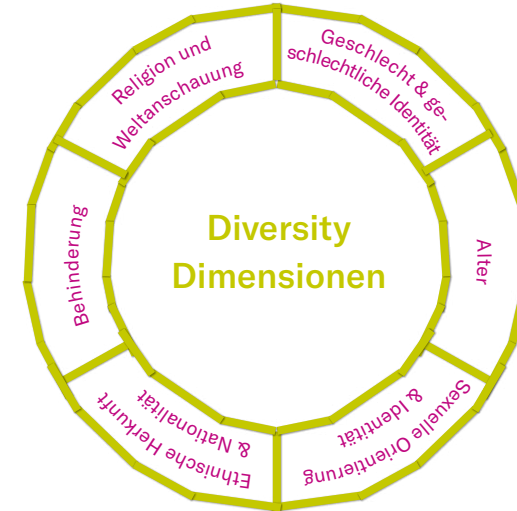 Diversity
Dimensionen
Geschlecht & ge-
schlechtliche Identität
Alter
Sexuelle Orientierung
& Identität
Ethnische Herkunft
& Nationalität
Behinderung
Religion und
Weltanschauung